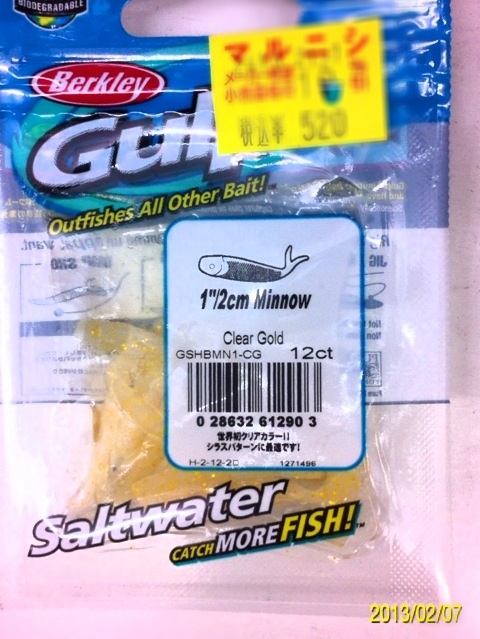 BIODEGRADABLE
マルニシ
税込¥ 520
Berkley
Gulp
Outfishes All Other Bait!
1"/2cm Minnow
Clear Gold
GSHBMN1-CG 12ct
0 28632 61290 3
世界初クリアカラー!!
シラスパターンに最適です!
H-2-12-2C 1271496
Saltwater
CATCH MORE FISH!™
2013/02/07